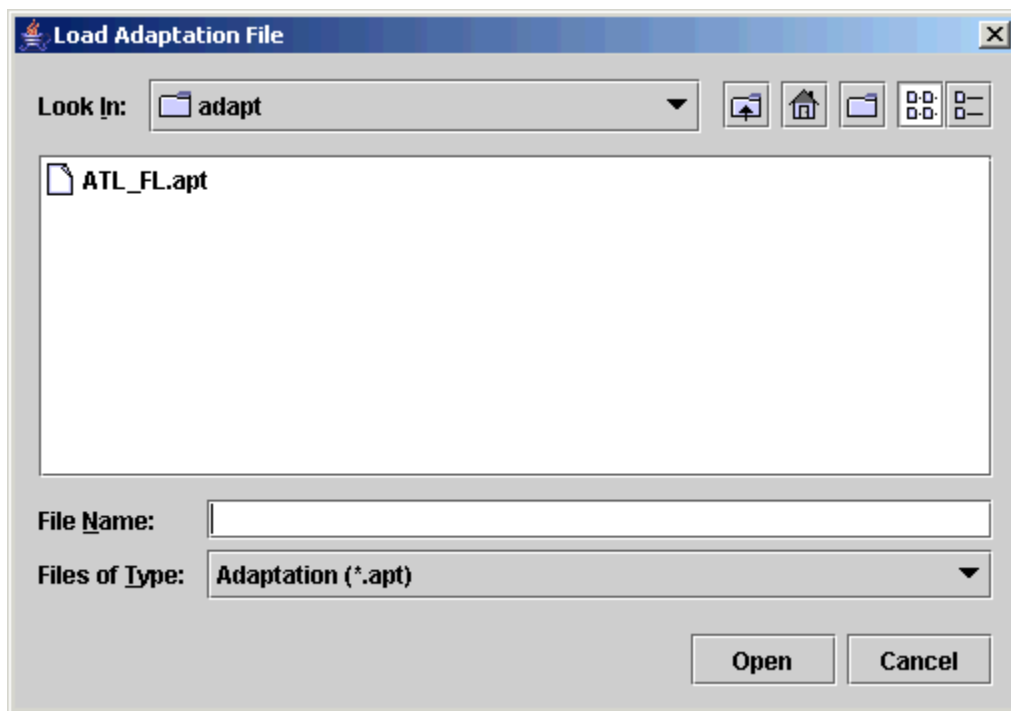 Load Adaptation File
Look In: adapt
ATL_FL.apt
File Name:
Files of Type: Adaptation (*.apt)
Open Cancel